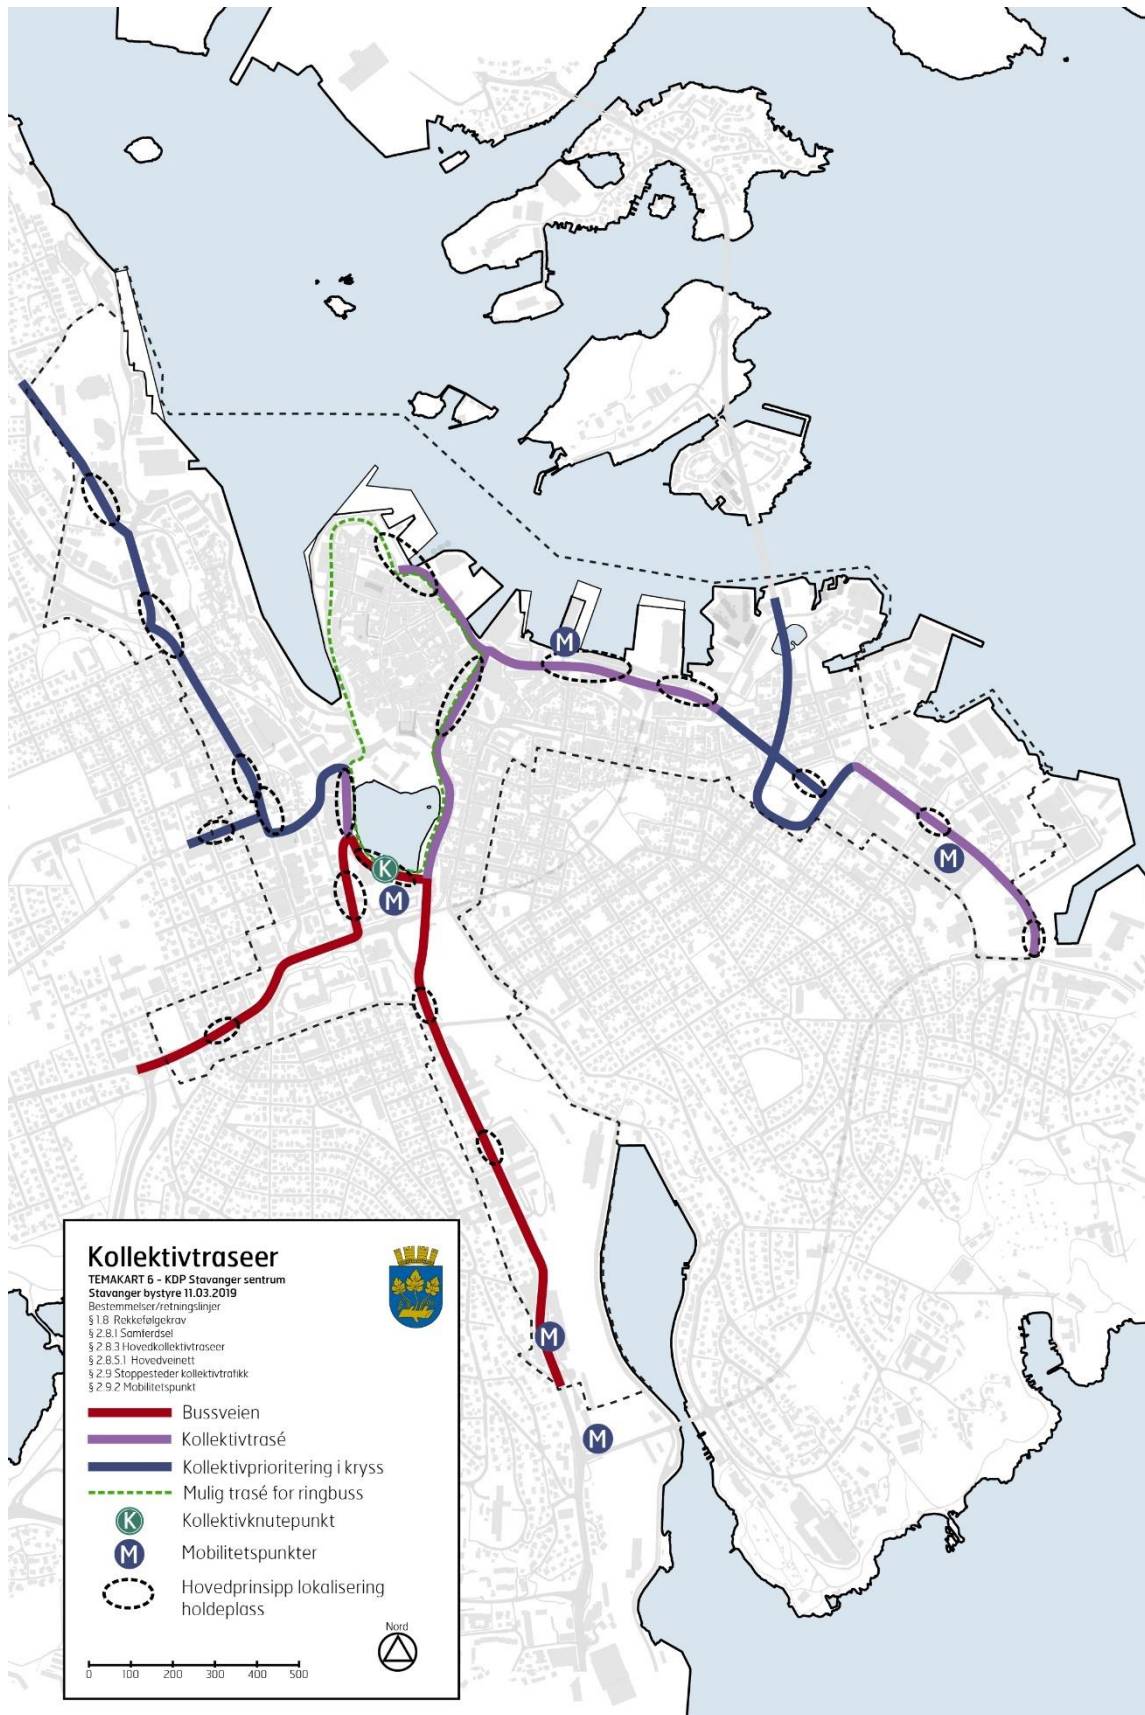 M
M
K
M
M
M
Kollektivtraseer
TEMAKART 6 - KDP Stavanger sentrum
Stavanger bystyre 11.03.2019
Bestemmelser/retningslinjer
§ 1.8 Rekkefølgekrav
§ 2.8.1 Samferdsel
§ 2.8.3 Hovedkollektivtraseer
§ 2.8.5.1 Hovedveinett
§ 2.9 Stoppesteder kollektivtrafikk
§ 2.9.2 Mobilitetspunkt
Bussveien
Kollektivtrasé
Kollektivprioritering i kryss
Mulig trasé for ringbuss
K Kollektivknutepunkt
M Mobilitetspunkter
Hovedprinsipp lokalisering
holdeplass
Nord
0 100 200 300 400 500